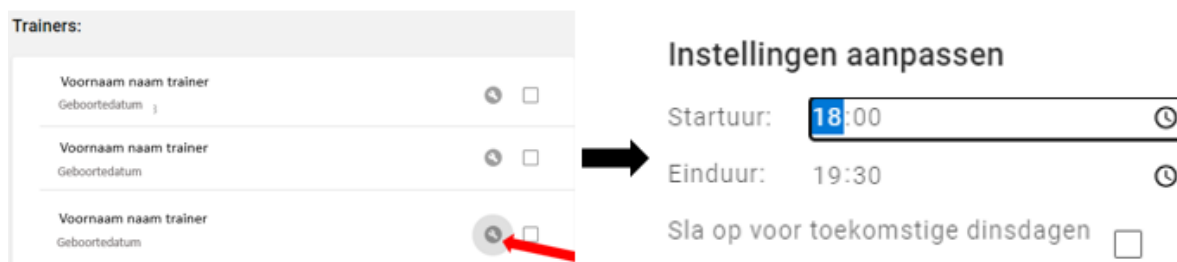 Trainers:
Voornaam naam trainer
Geboortedatum
Voornaam naam trainer
Geboortedatum
Voornaam naam trainer
Geboortedatum
Instellingen aanpassen
Startuur: 18:00
Einduur: 19:30
Sla op voor toekomstige dinsdagen